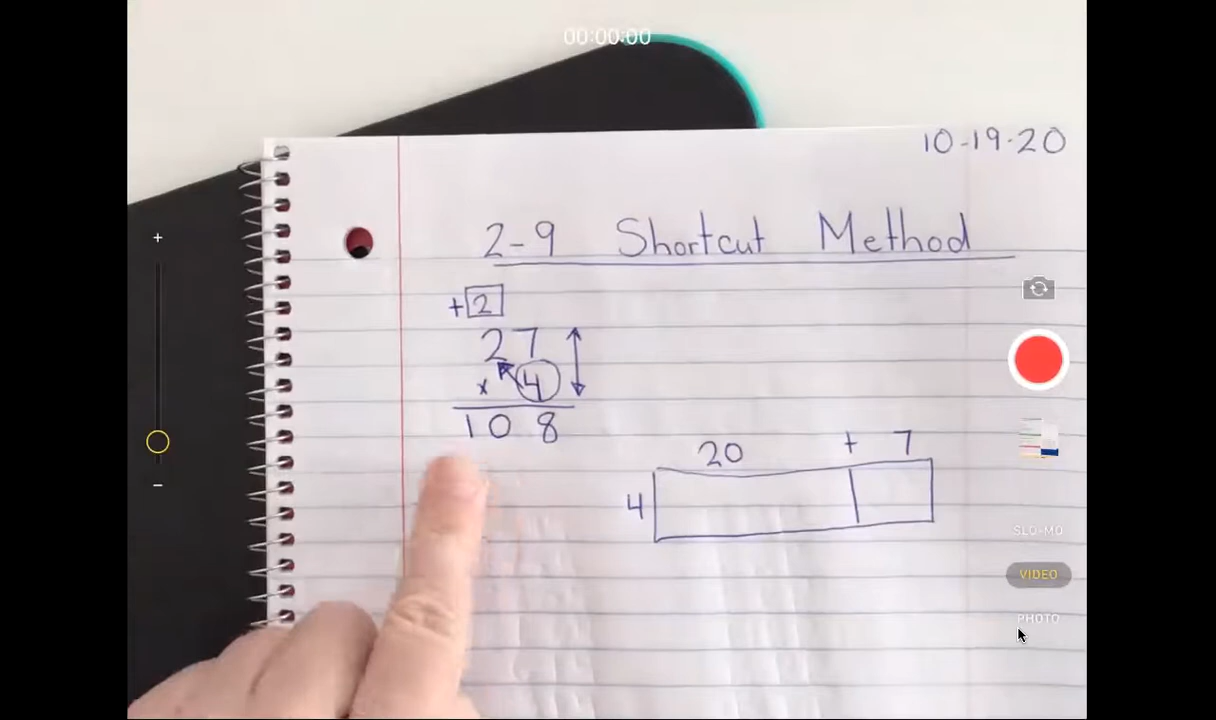 00:00:00
10-19-20
2-9 Shortcut Method
+2
27
x 4
108
20 + 7
4
+
-
SLO-MO
VIDEO
PHOTO